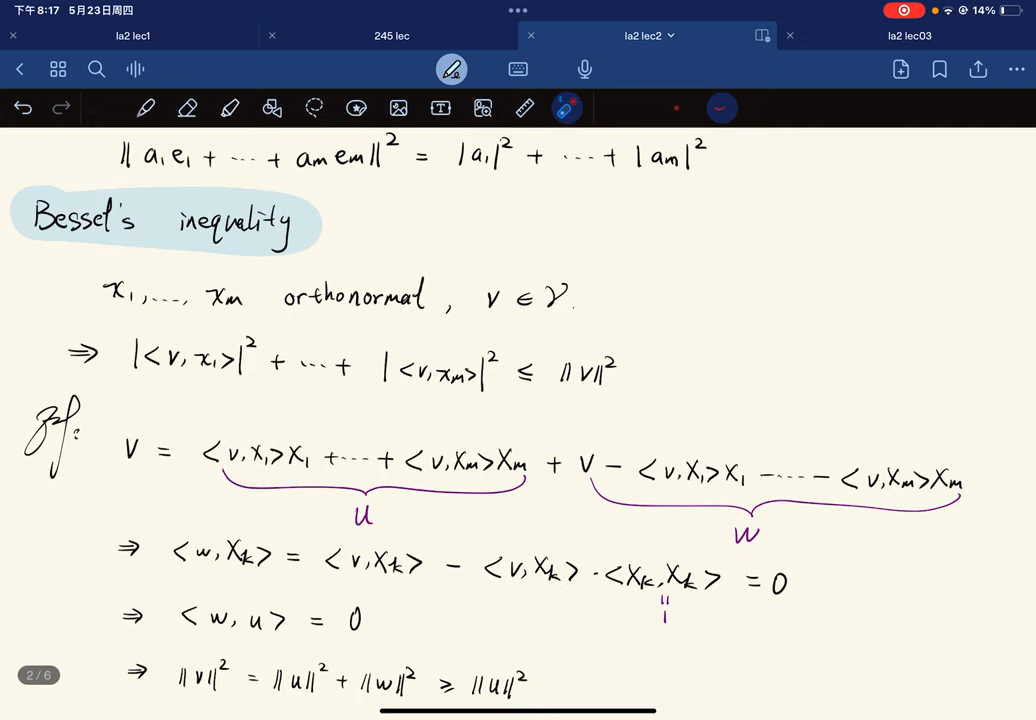 下午8:17 5月23日周四
14%
la2 lec1
245 lec
la2 lec2
la2 lec03
|| a₁e₁ + ··· + amem ||² = |a₁|² + ··· + |am|²
Bessel's inequality
x₁, ···, xm orthonormal, v ∈ V.
⇒ |<v, x₁>|² + ··· + |<v, xm>|² ≤ ||v||²
pf:
v = <v, x₁>x₁ + ··· + <v, xm>xm + v − <v, x₁>x₁ − ··· − <v, xm>xm
u
w
⇒ <w, xk> = <v, xk> − <v, xk> · <xk, xk> = 0
"
1
⇒ <w, u> = 0
2 / 6
⇒ ||v||² = ||u||² + ||w||² ≥ ||u||²